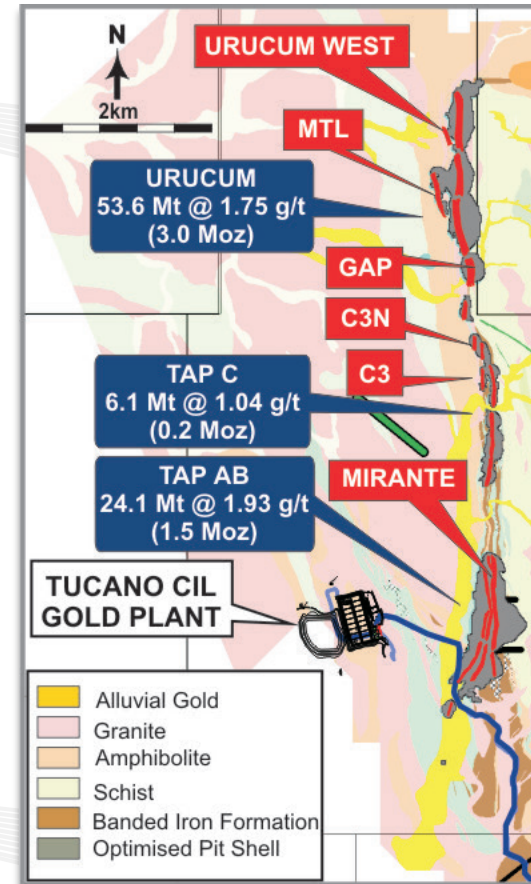 N
2km
URUCUM WEST
MTL
URUCUM
53.6 Mt @ 1.75 g/t
(3.0 Moz)
GAP
C3N
C3
TAP C
6.1 Mt @ 1.04 g/t
(0.2 Moz)
TAP AB
24.1 Mt @ 1.93 g/t
(1.5 Moz)
MIRANTE
TUCANO CIL
GOLD PLANT
Alluvial Gold
Granite
Amphibolite
Schist
Banded Iron Formation
Optimised Pit Shell